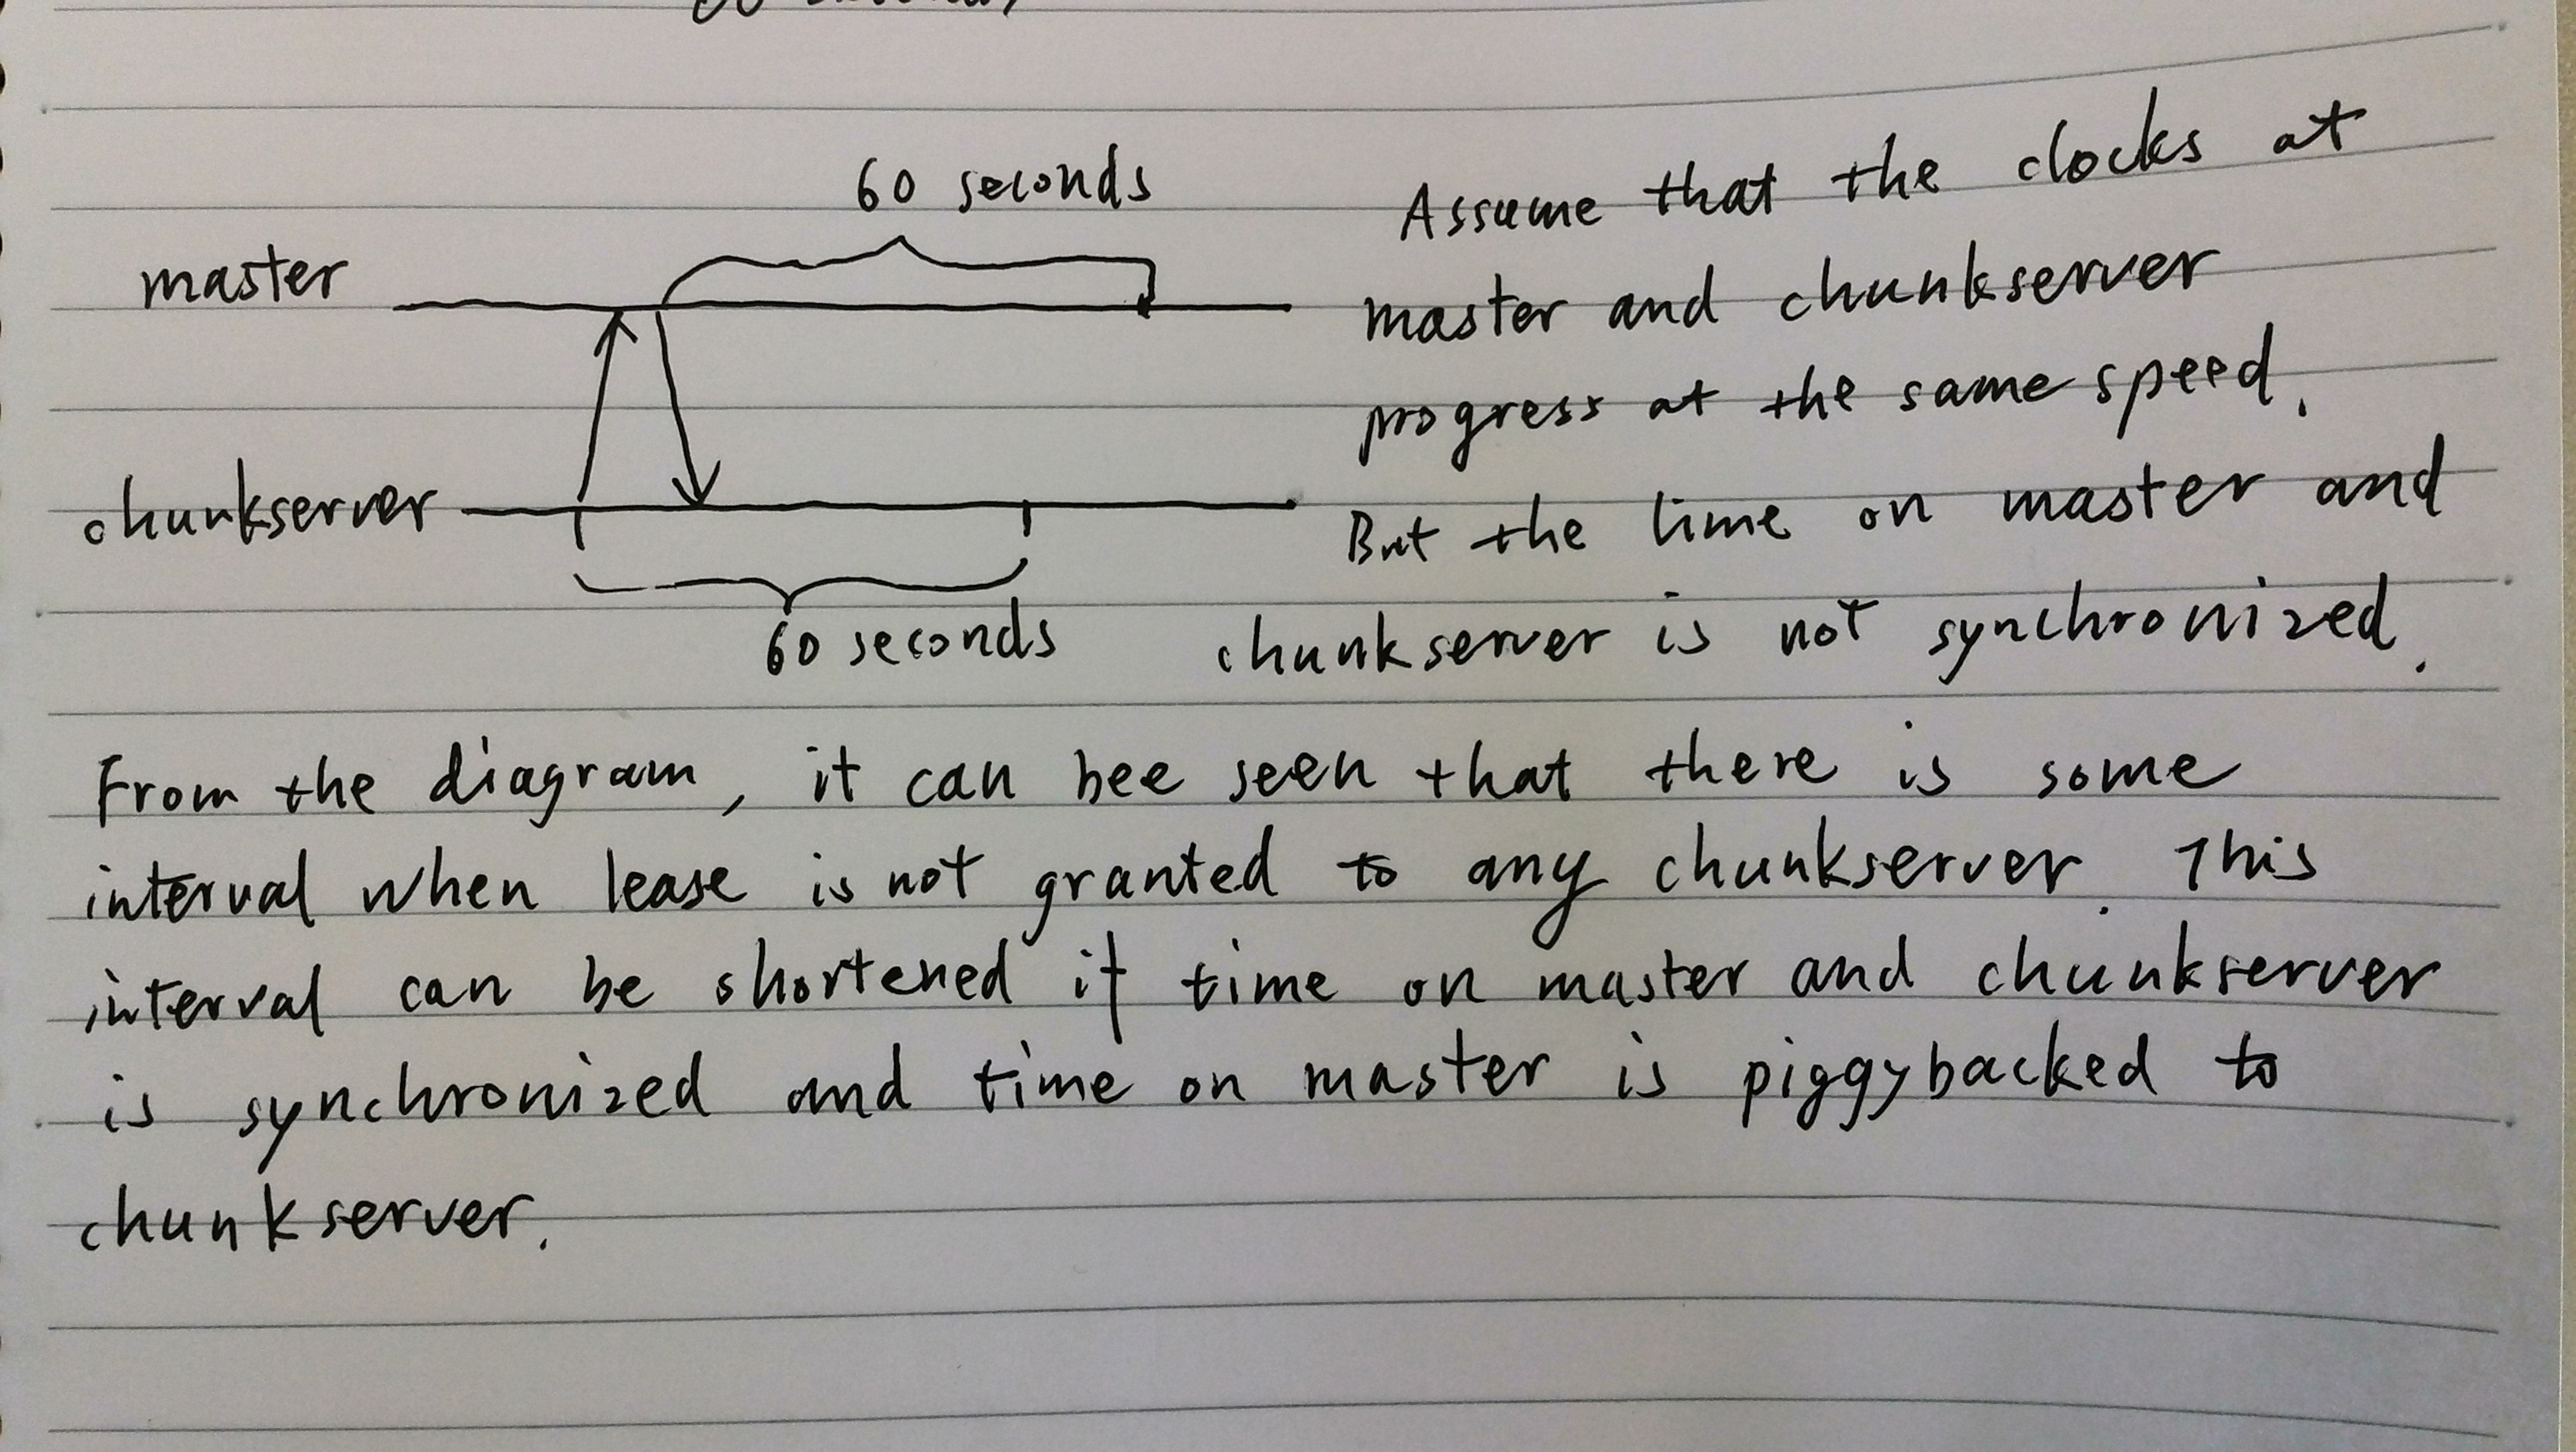 60 seconds
master
chunkserver
60 seconds
Assume that the clocks at
master and chunkserver
progress at the same speed.
But the time on master and
chunkserver is not synchronized.
From the diagram, it can bee seen that there is some
interval when lease is not granted to any chunkserver. This
interval can be shortened if time on master and chunkserver
is synchronized and time on master is piggybacked to
chunkserver.